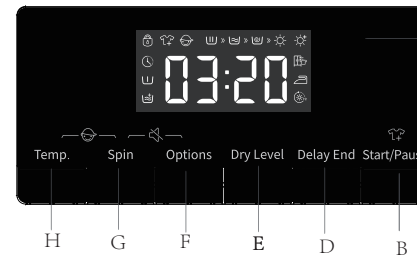 03:20
Temp. Spin Options Dry Level Delay End Start/Paus
H G F E D B